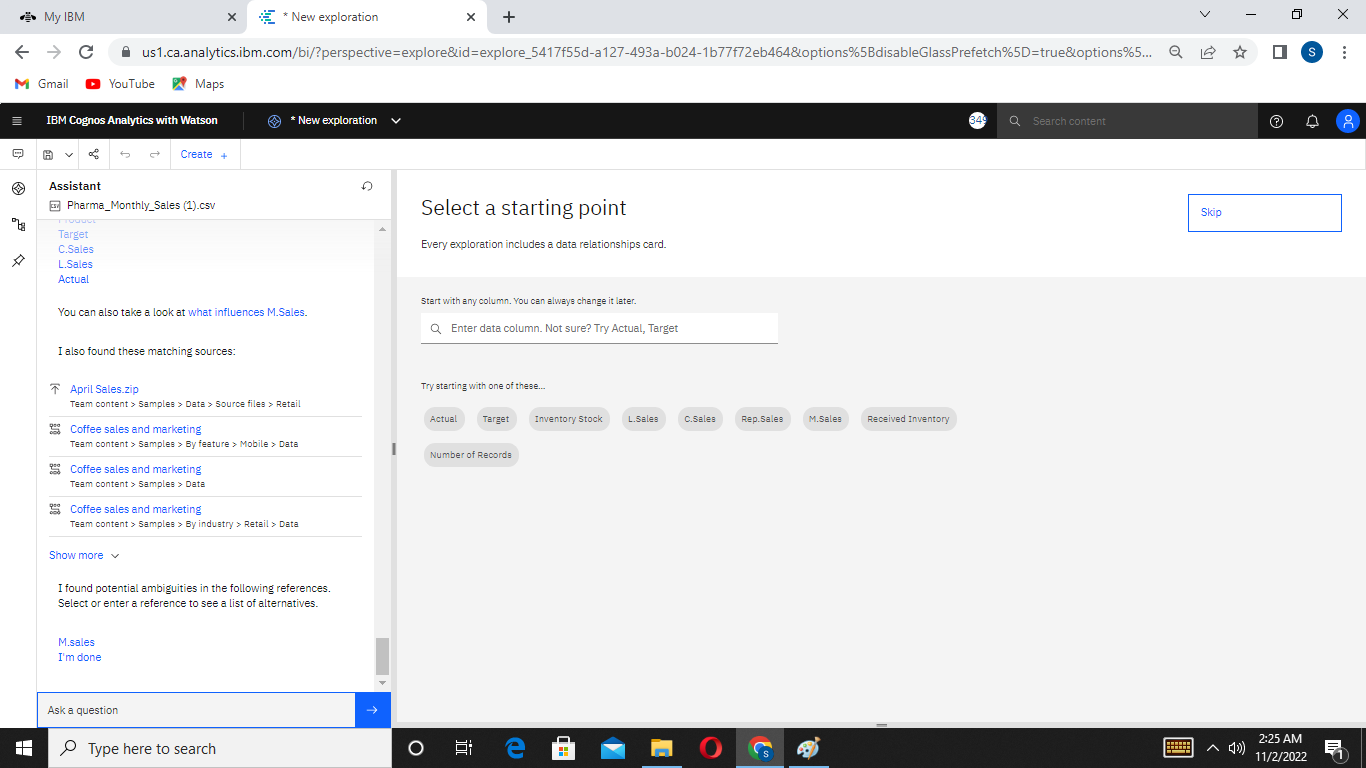 My IBM
* New exploration
us1.ca.analytics.ibm.com/bi/?perspective=explore&id=explore_5417f55d-a127-493a-b024-1b77f72eb464&options%5BdisableGlassPrefetch%5D=true&options%5...
S
Gmail
YouTube
Maps
IBM Cognos Analytics with Watson
* New exploration
349
Search content
Create +
Assistant
Pharma_Monthly_Sales (1).csv
Product
Target
C.Sales
L.Sales
Actual
You can also take a look at what influences M.Sales.
I also found these matching sources:
April Sales.zip
Team content > Samples > Data > Source files > Retail
Coffee sales and marketing
Team content > Samples > By feature > Mobile > Data
Coffee sales and marketing
Team content > Samples > Data
Coffee sales and marketing
Team content > Samples > By industry > Retail > Data
Show more
I found potential ambiguities in the following references.
Select or enter a reference to see a list of alternatives.
M.sales
I'm done
Ask a question
Select a starting point
Skip
Every exploration includes a data relationships card.
Start with any column. You can always change it later.
Enter data column. Not sure? Try Actual, Target
Try starting with one of these...
Actual Target Inventory Stock L.Sales C.Sales Rep.Sales M.Sales Received Inventory
Number of Records
Type here to search
S
2:25 AM
11/2/2022
1